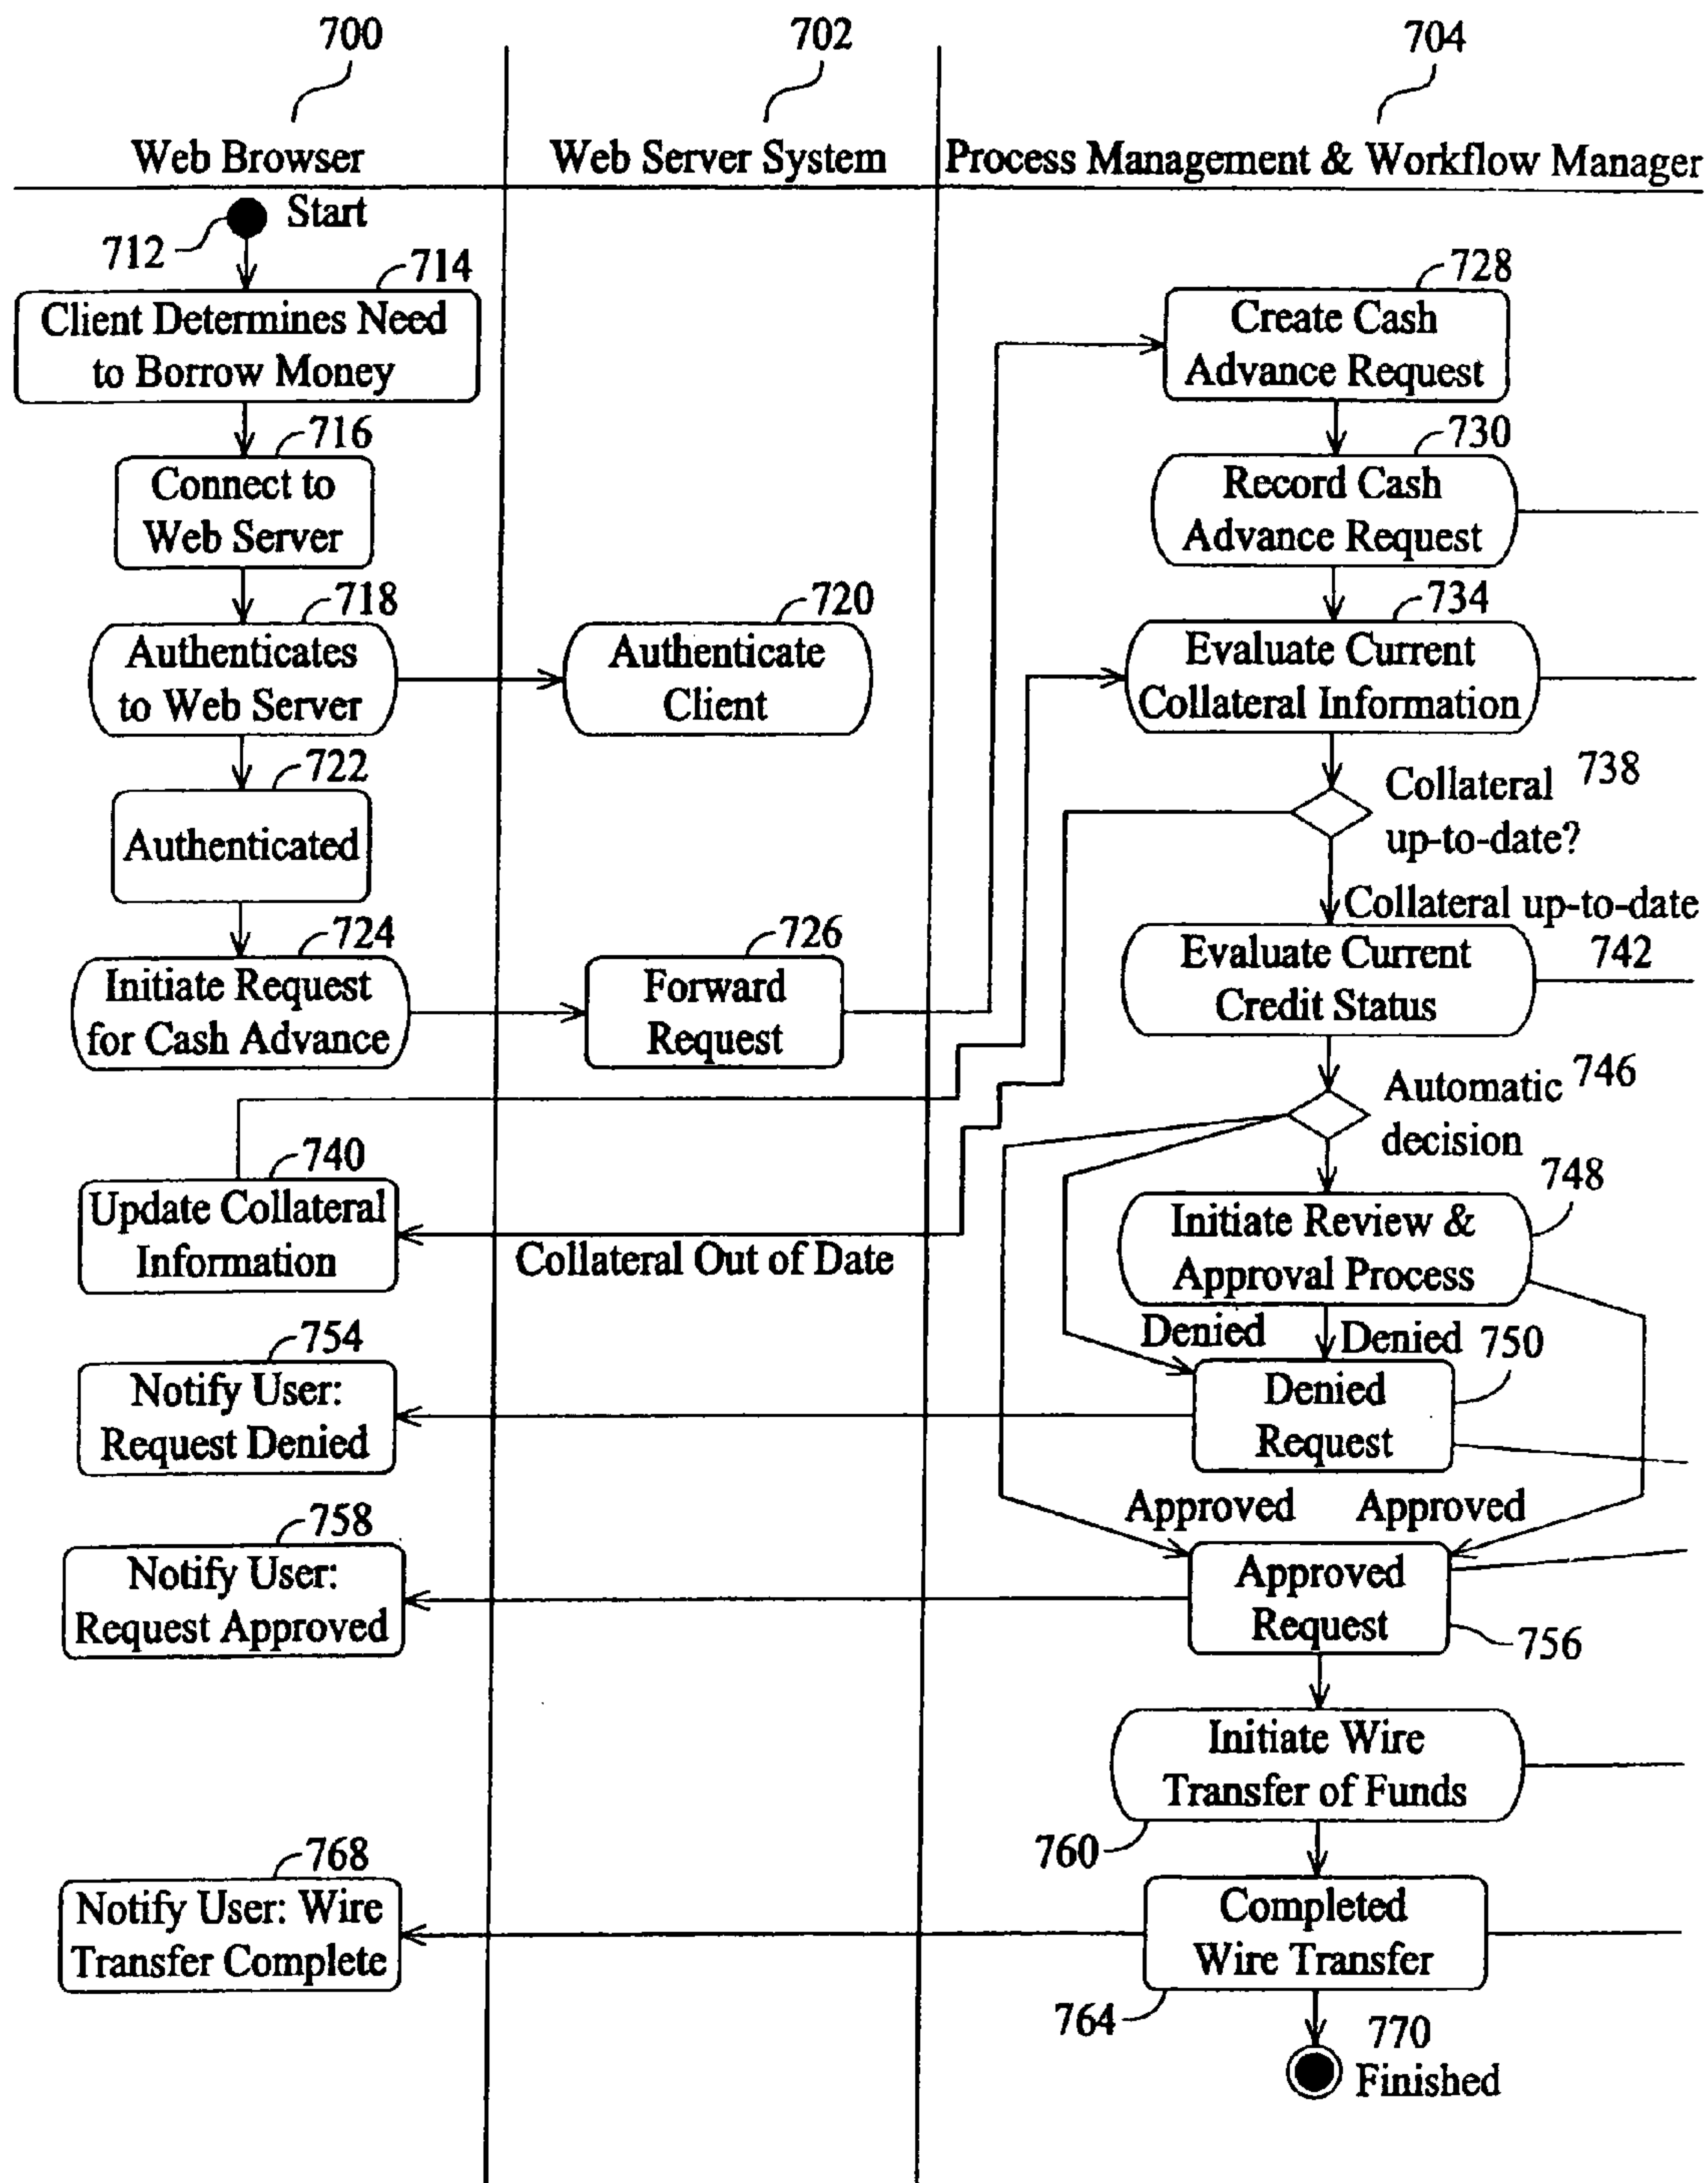 700
702
704
Web Browser
Web Server System
Process Management & Workflow Manager
Start
712
714
Client Determines Need
to Borrow Money
716
Connect to
Web Server
718
Authenticates
to Web Server
720
Authenticate
Client
722
Authenticated
724
Initiate Request
for Cash Advance
726
Forward
Request
728
Create Cash
Advance Request
730
Record Cash
Advance Request
734
Evaluate Current
Collateral Information
Collateral 738
up-to-date?
Collateral up-to-date
Evaluate Current
Credit Status
742
Automatic 746
decision
740
Update Collateral
Information
Collateral Out of Date
748
Initiate Review &
Approval Process
Denied
Denied
750
Denied
Request
754
Notify User:
Request Denied
Approved
Approved
758
Notify User:
Request Approved
Approved
Request
756
Initiate Wire
Transfer of Funds
760
768
Notify User: Wire
Transfer Complete
Completed
Wire Transfer
764
770
Finished